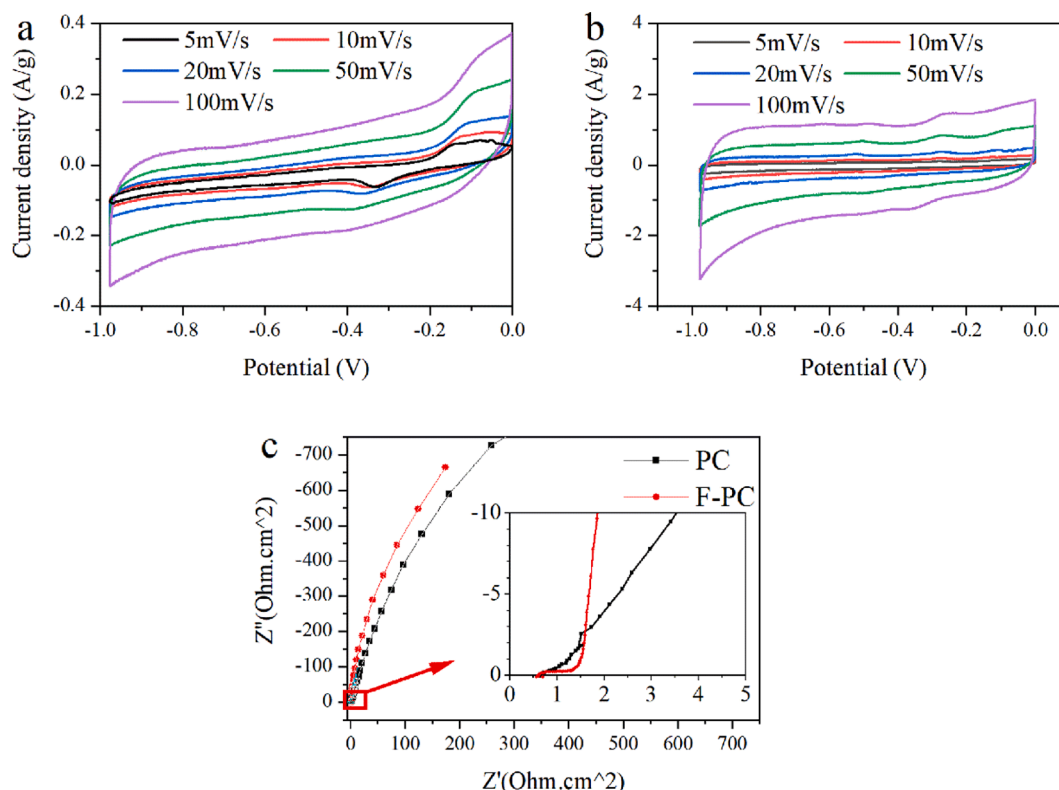 a
0.4
0.2
0.0
-0.2
-0.4
Current density (A/g)
5mV/s
10mV/s
20mV/s
50mV/s
100mV/s
-1.0 -0.8 -0.6 -0.4 -0.2 0.0
Potential (V)
b
4
2
0
-2
-4
Current density (A/g)
5mV/s
10mV/s
20mV/s
50mV/s
100mV/s
-1.0 -0.8 -0.6 -0.4 -0.2 0.0
Potential (V)
c
-700
-600
-500
-400
-300
-200
-100
0
Z''(Ohm.cm^2)
PC
F-PC
-10
-5
0
0 1 2 3 4 5
0 100 200 300 400 500 600 700
Z'(Ohm.cm^2)